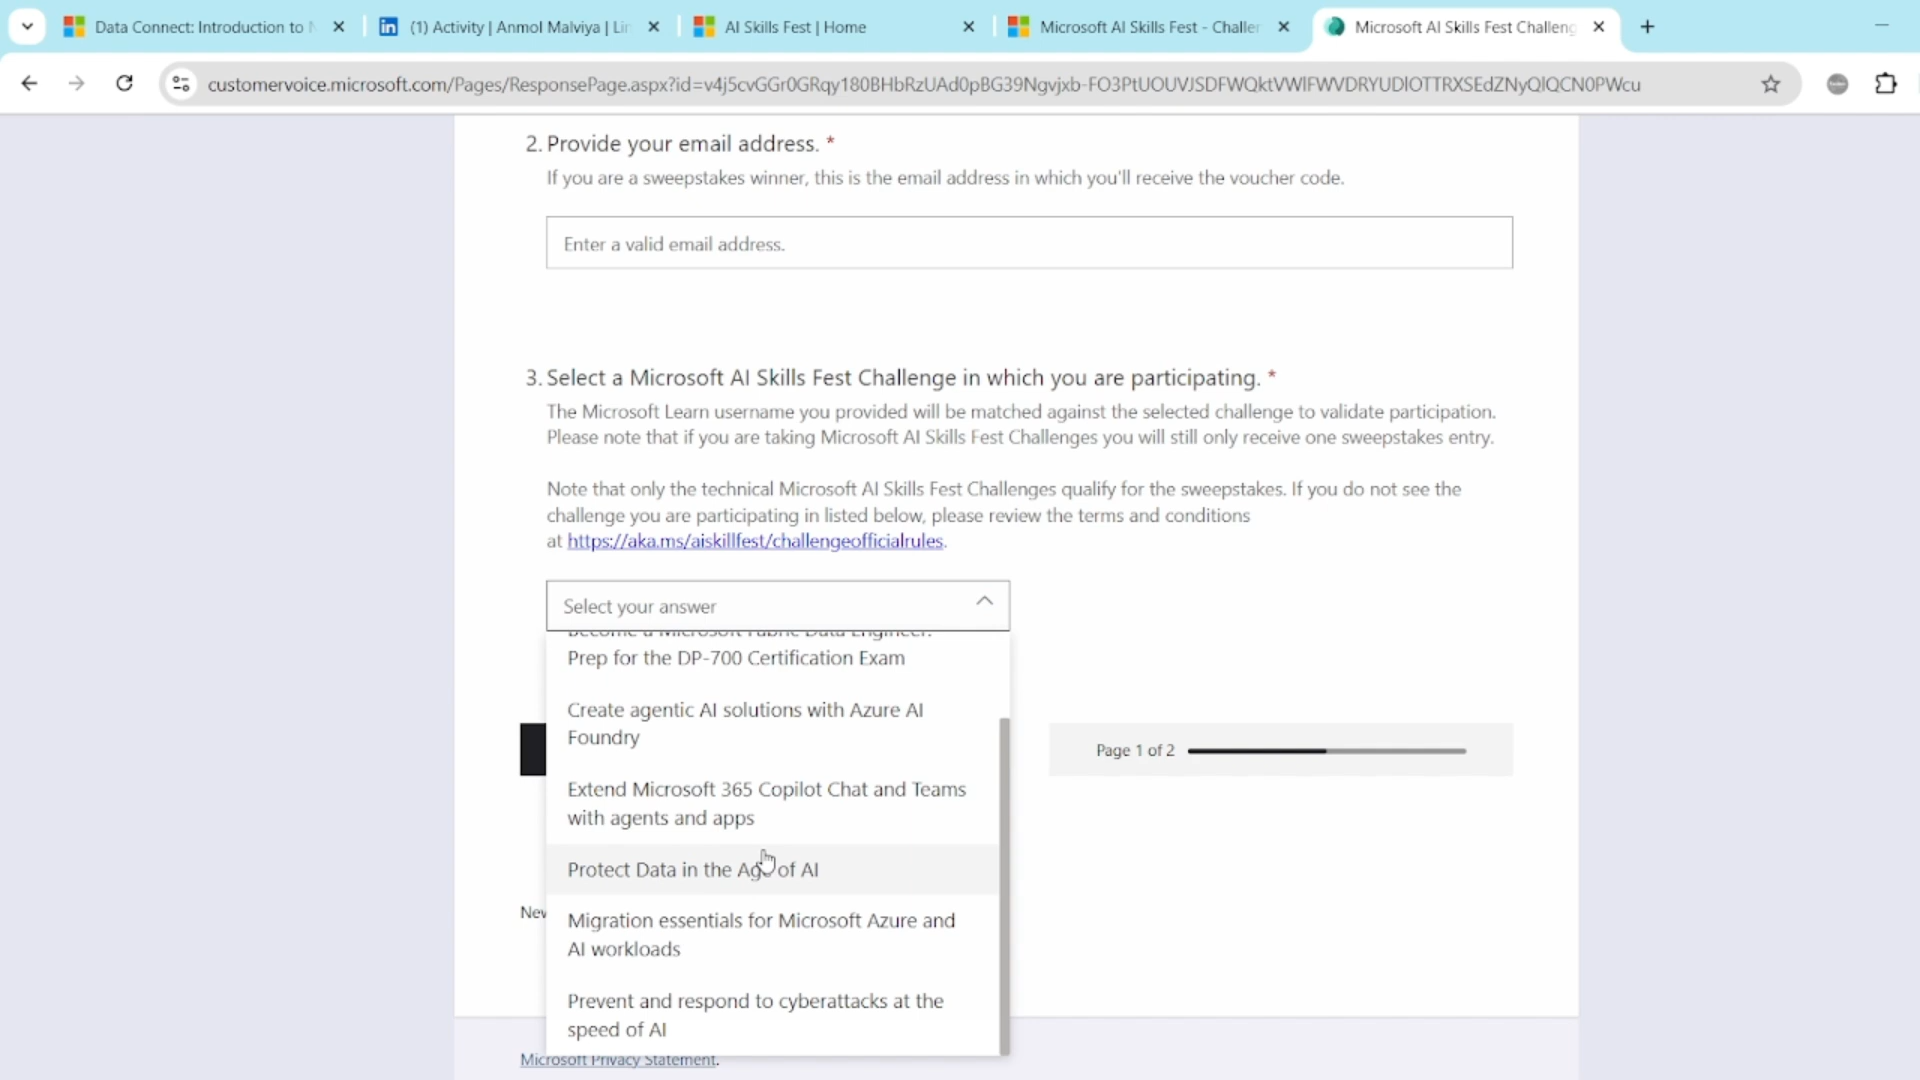 Data Connect: Introduction to N
(1) Activity | Anmol Malviya | Lin
AI Skills Fest | Home
Microsoft AI Skills Fest - Challen
Microsoft AI Skills Fest Challeng
customervoice.microsoft.com/Pages/ResponsePage.aspx?id=v4j5cvGGr0GRqy180BHbRzUAd0pBG39Ngvjxb-FO3PtUOUVJSDFWQktVWlFWVDRYUDlOTTRXSEdZNyQlQCN0PWcu
2. Provide your email address. *
If you are a sweepstakes winner, this is the email address in which you'll receive the voucher code.
Enter a valid email address.
3. Select a Microsoft AI Skills Fest Challenge in which you are participating. *
The Microsoft Learn username you provided will be matched against the selected challenge to validate participation.
Please note that if you are taking Microsoft AI Skills Fest Challenges you will still only receive one sweepstakes entry.
Note that only the technical Microsoft AI Skills Fest Challenges qualify for the sweepstakes. If you do not see the
challenge you are participating in listed below, please review the terms and conditions
at https://aka.ms/aiskillfest/challengeofficialrules.
Select your answer
Become a Microsoft Fabric Data Engineer:
Prep for the DP-700 Certification Exam
Create agentic AI solutions with Azure AI
Foundry
Page 1 of 2
Extend Microsoft 365 Copilot Chat and Teams
with agents and apps
Protect Data in the Age of AI
Nev
Migration essentials for Microsoft Azure and
AI workloads
Prevent and respond to cyberattacks at the
speed of AI
Microsoft Privacy Statement.